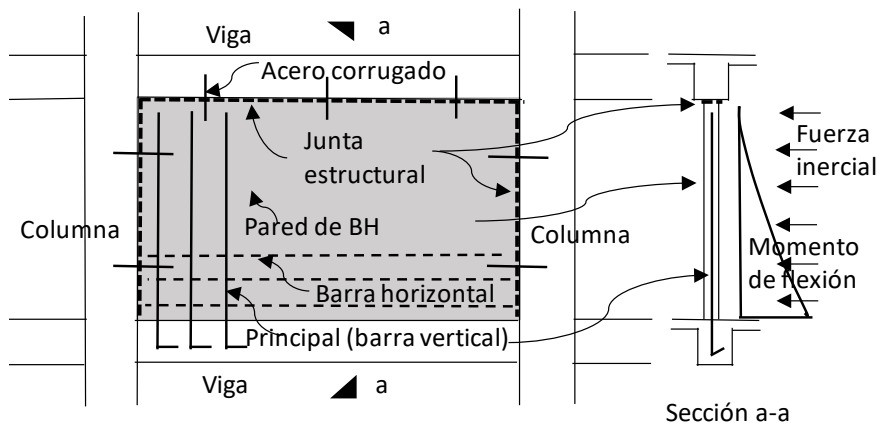 Viga
a
Acero corrugado
Junta
estructural
Fuerza
inercial
Columna
Pared de BH
Columna
Momento
de flexión
Barra horizontal
Principal (barra vertical)
Viga
a
Sección a-a